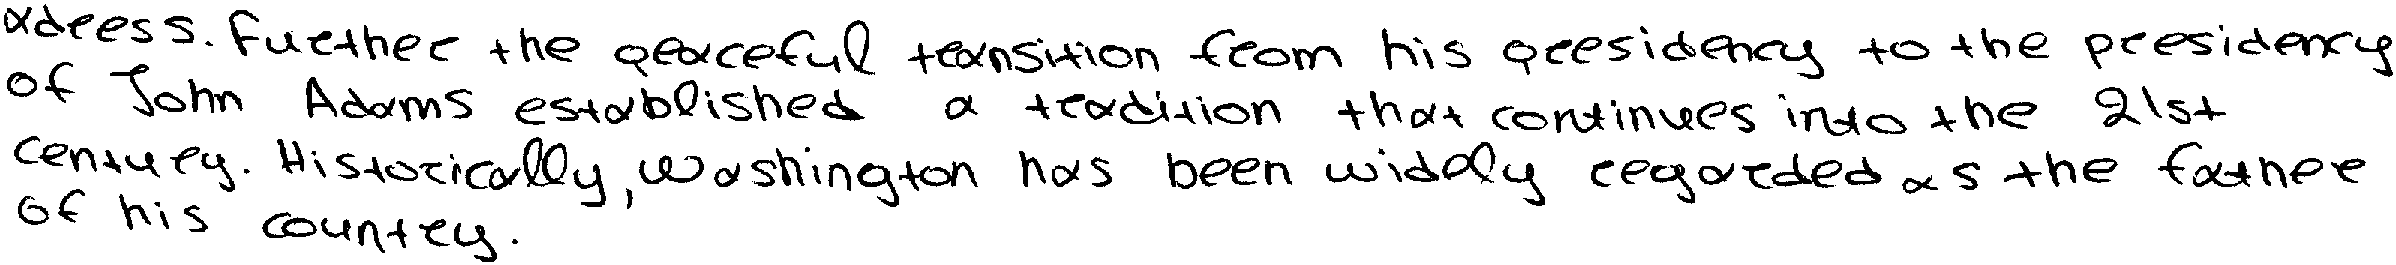 adress. Further the peaceful transition from his presidency to the presidency
of John Adams established a tradition that continues into the 21st
century. Historically, Washington has been widely regarded as the father
of his country.